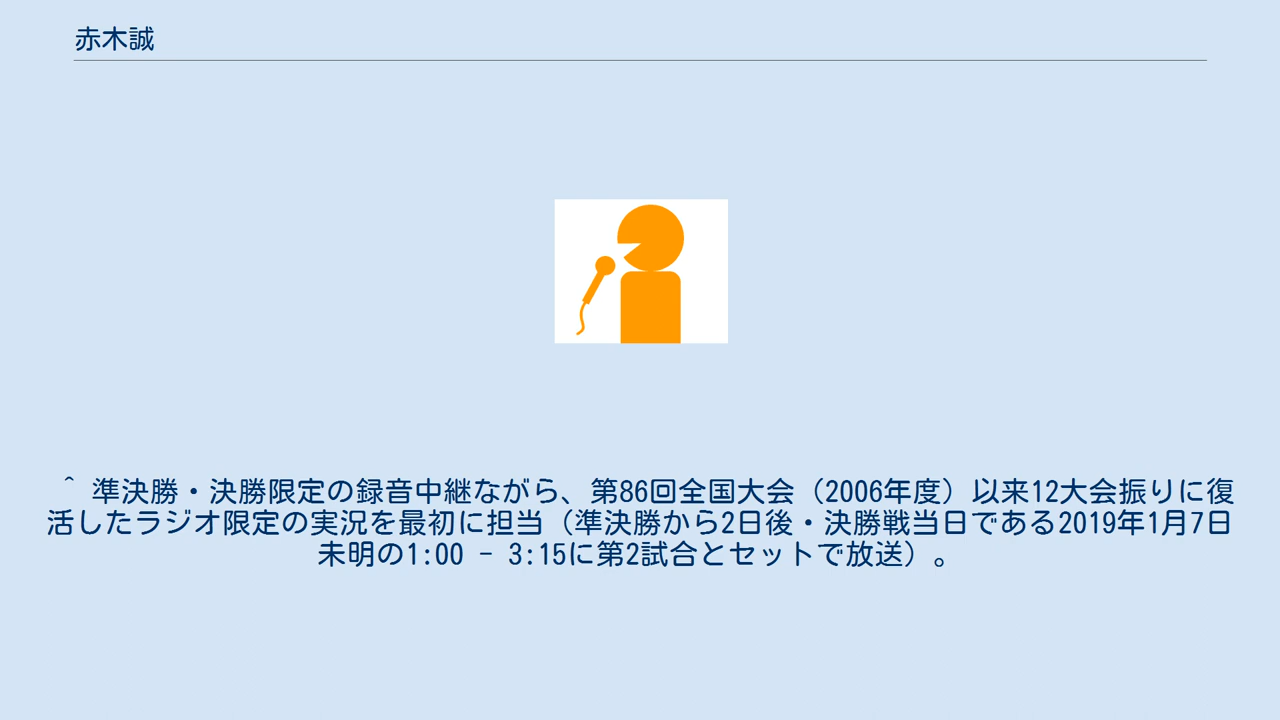 赤木誠
^ 準決勝・決勝限定の録音中継ながら、第86回全国大会（2006年度）以来12大会振りに復
活したラジオ限定の実況を最初に担当（準決勝から2日後・決勝戦当日である2019年1月7日
未明の1:00 - 3:15に第2試合とセットで放送）。